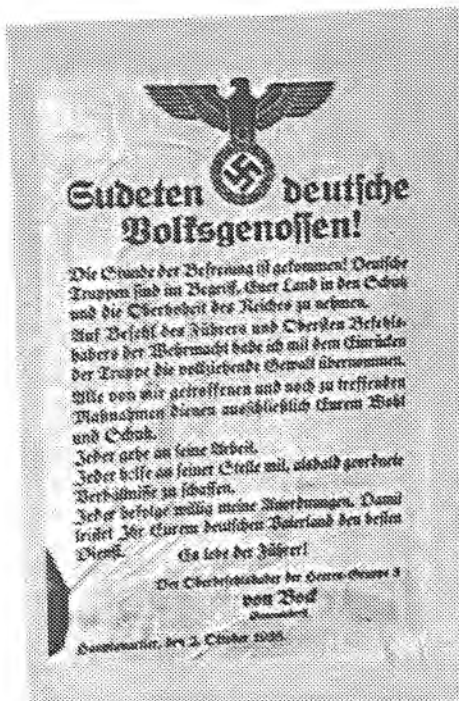 Sudeten deutsche
Volksgenossen!
Die Stunde der Befreiung ist gekommen! Deutsche
Truppen sind im Begriff, Euer Land in den Schutz
und die Oberhoheit des Reiches zu nehmen.
Auf Befehl des Führers und Obersten Befehls-
habers der Wehrmacht habe ich mit dem Einrücken
der Truppe die vollziehende Gewalt übernommen.
Alle von mir getroffenen und noch zu treffenden
Maßnahmen dienen ausschließlich Eurem Wohl
und Schutz.
Jeder gehe an seine Arbeit.
Jeder helfe an seiner Stelle mit, alsbald geordnete
Verhältnisse zu schaffen.
Jeder befolge willig meine Anordnungen. Damit
leistet Ihr Eurem deutschen Vaterland den besten
Dienst. Es lebe der Führer!
Der Oberbefehlshaber der Heeres-Gruppe
von Bock
Hauptquartier, den 2. Oktober 1938.